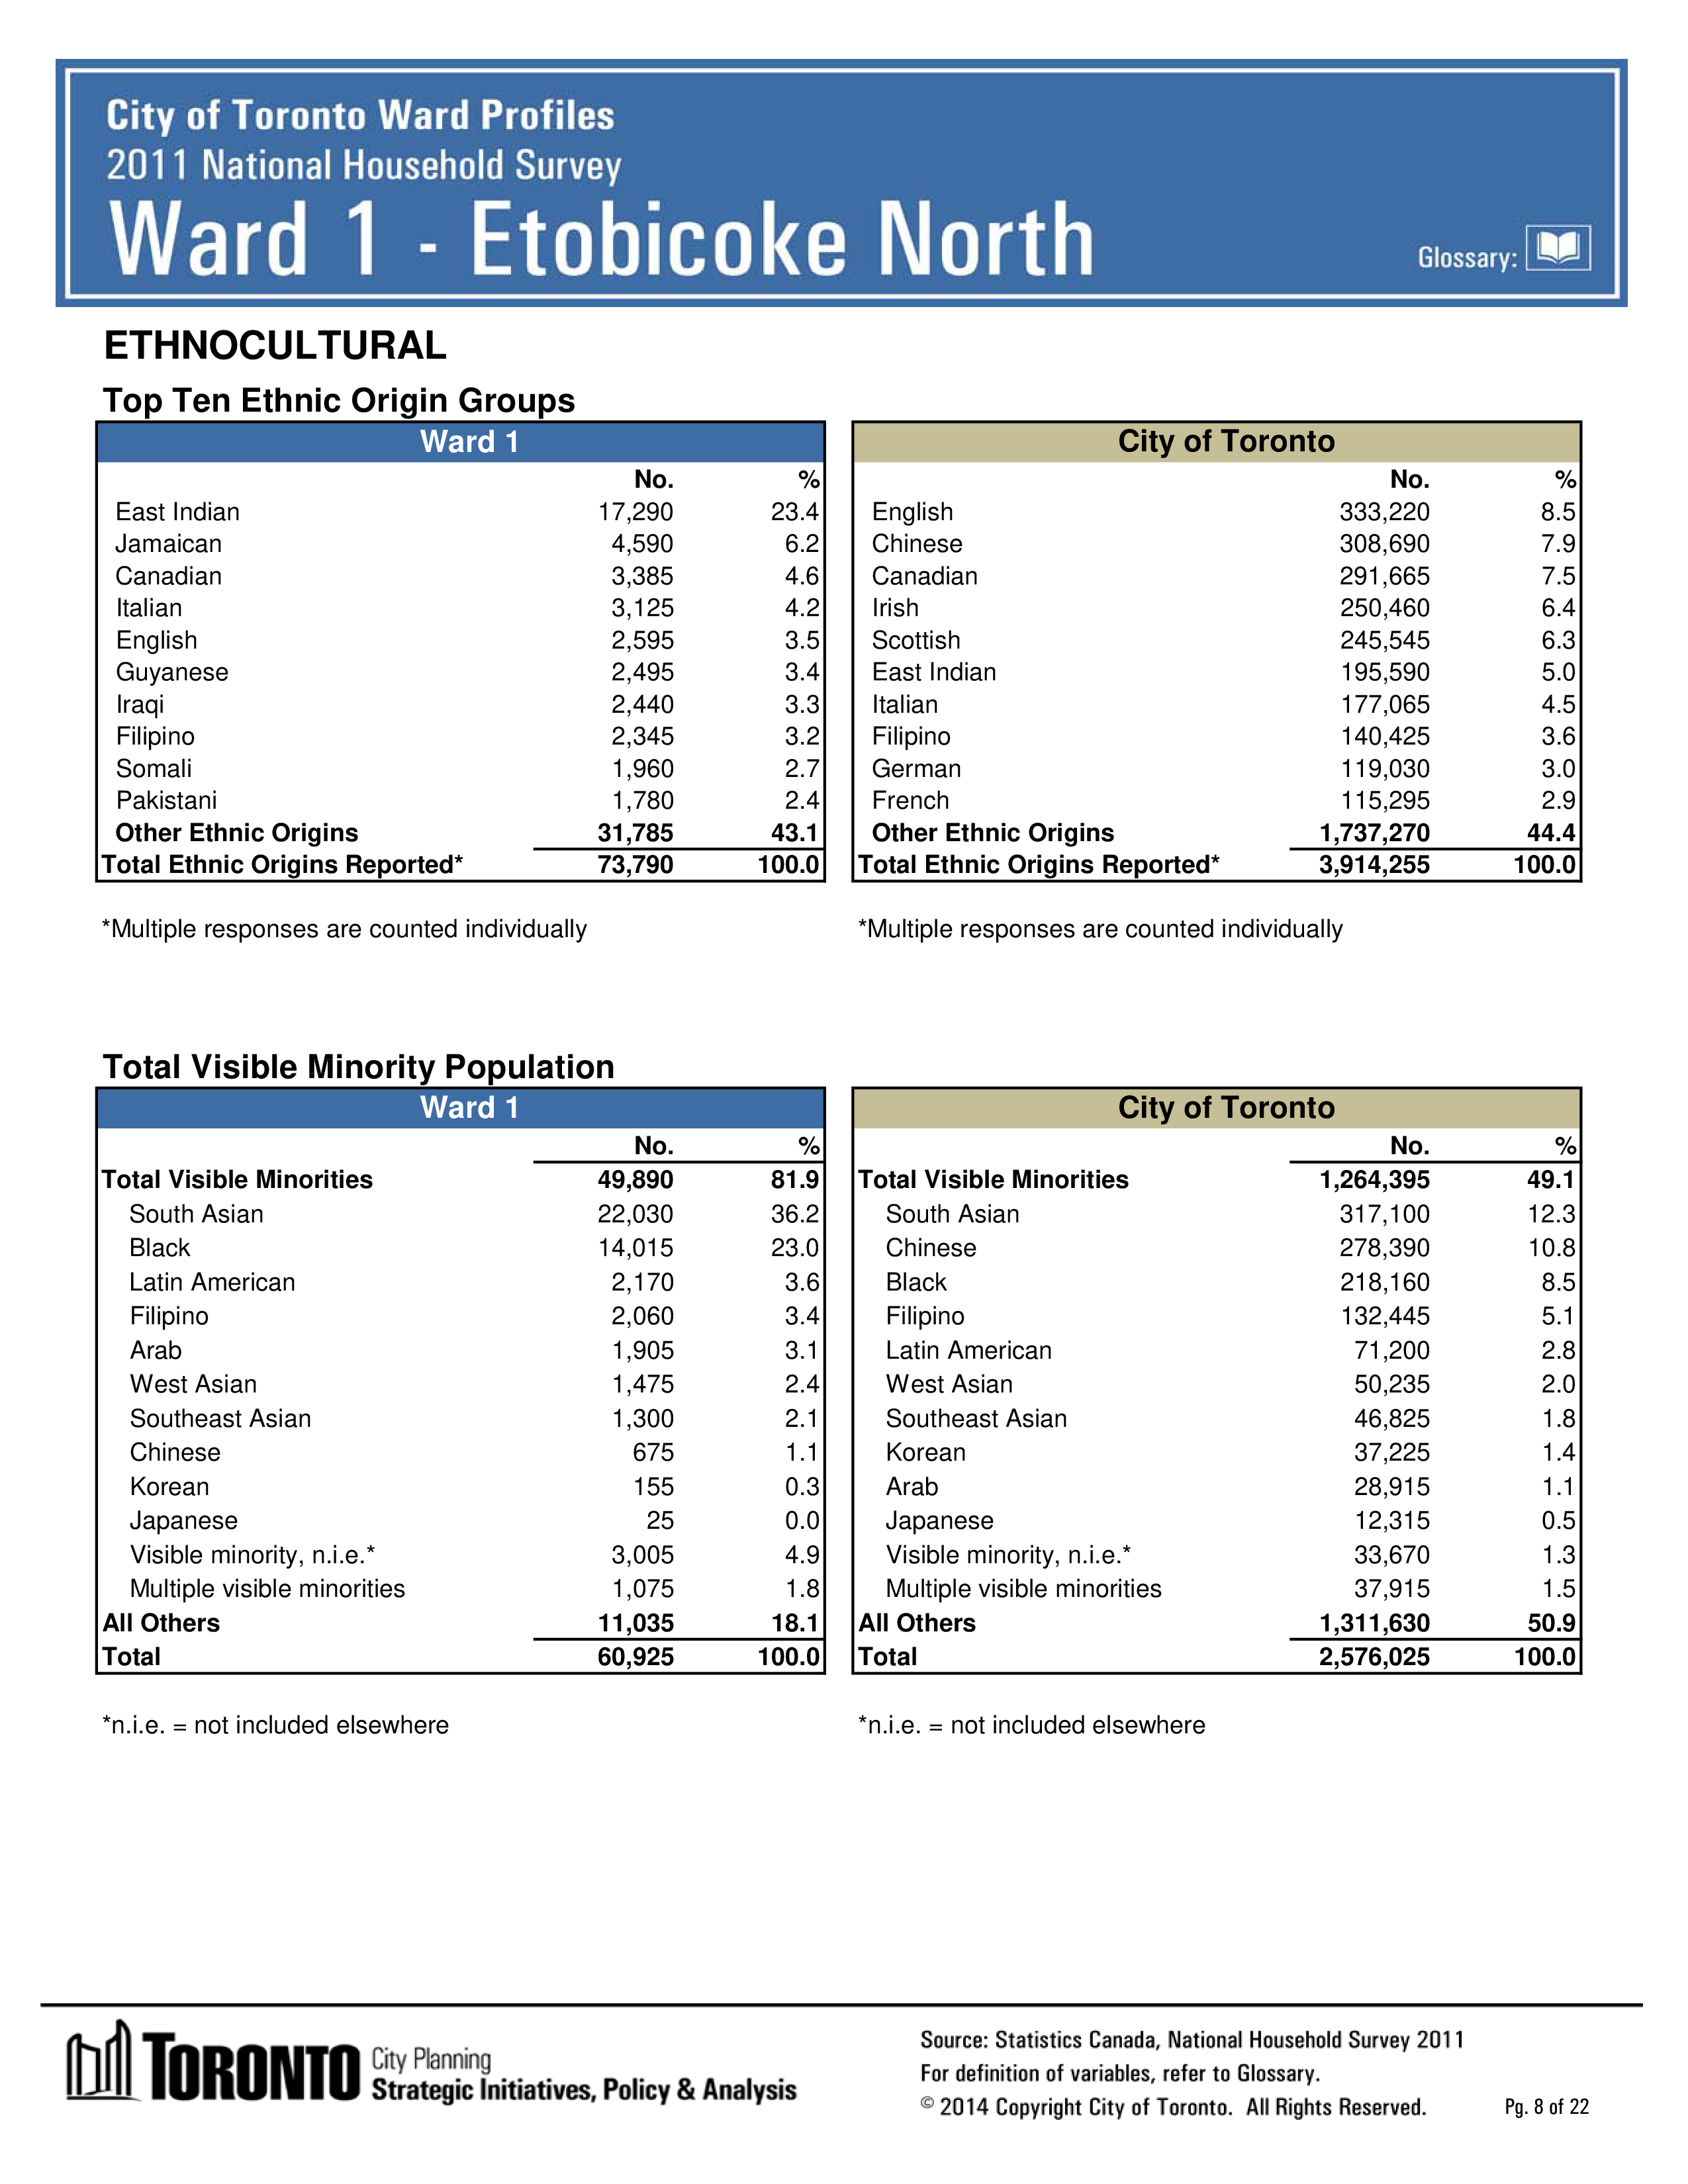 City of Toronto Ward Profiles
2011 National Household Survey
Ward 1 - Etobicoke North
Glossary:
ETHNOCULTURAL
Top Ten Ethnic Origin Groups
Ward 1
No. %
East Indian 17,290 23.4
Jamaican 4,590 6.2
Canadian 3,385 4.6
Italian 3,125 4.2
English 2,595 3.5
Guyanese 2,495 3.4
Iraqi 2,440 3.3
Filipino 2,345 3.2
Somali 1,960 2.7
Pakistani 1,780 2.4
Other Ethnic Origins 31,785 43.1
Total Ethnic Origins Reported* 73,790 100.0
*Multiple responses are counted individually
City of Toronto
No. %
English 333,220 8.5
Chinese 308,690 7.9
Canadian 291,665 7.5
Irish 250,460 6.4
Scottish 245,545 6.3
East Indian 195,590 5.0
Italian 177,065 4.5
Filipino 140,425 3.6
German 119,030 3.0
French 115,295 2.9
Other Ethnic Origins 1,737,270 44.4
Total Ethnic Origins Reported* 3,914,255 100.0
*Multiple responses are counted individually
Total Visible Minority Population
Ward 1
No. %
Total Visible Minorities 49,890 81.9
South Asian 22,030 36.2
Black 14,015 23.0
Latin American 2,170 3.6
Filipino 2,060 3.4
Arab 1,905 3.1
West Asian 1,475 2.4
Southeast Asian 1,300 2.1
Chinese 675 1.1
Korean 155 0.3
Japanese 25 0.0
Visible minority, n.i.e.* 3,005 4.9
Multiple visible minorities 1,075 1.8
All Others 11,035 18.1
Total 60,925 100.0
*n.i.e. = not included elsewhere
City of Toronto
No. %
Total Visible Minorities 1,264,395 49.1
South Asian 317,100 12.3
Chinese 278,390 10.8
Black 218,160 8.5
Filipino 132,445 5.1
Latin American 71,200 2.8
West Asian 50,235 2.0
Southeast Asian 46,825 1.8
Korean 37,225 1.4
Arab 28,915 1.1
Japanese 12,315 0.5
Visible minority, n.i.e.* 33,670 1.3
Multiple visible minorities 37,915 1.5
All Others 1,311,630 50.9
Total 2,576,025 100.0
*n.i.e. = not included elsewhere
TORONTO
City Planning
Strategic Initiatives, Policy & Analysis
Source: Statistics Canada, National Household Survey 2011
For definition of variables, refer to Glossary.
© 2014 Copyright City of Toronto. All Rights Reserved.
Pg. 8 of 22